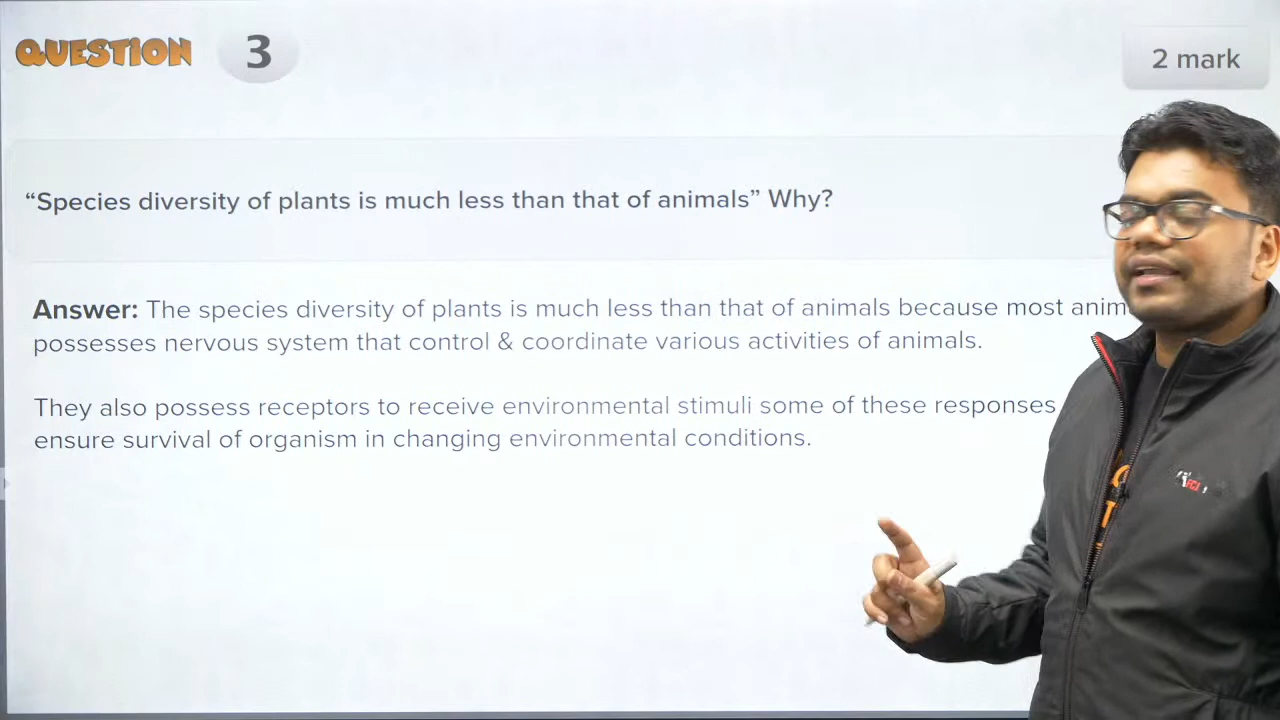 QUESTION 3
2 mark
“Species diversity of plants is much less than that of animals” Why?
Answer: The species diversity of plants is much less than that of animals because most
possesses nervous system that control & coordinate various activities of animals.
They also possess receptors to receive environmental stimuli some of these responses
ensure survival of organism in changing environmental conditions.